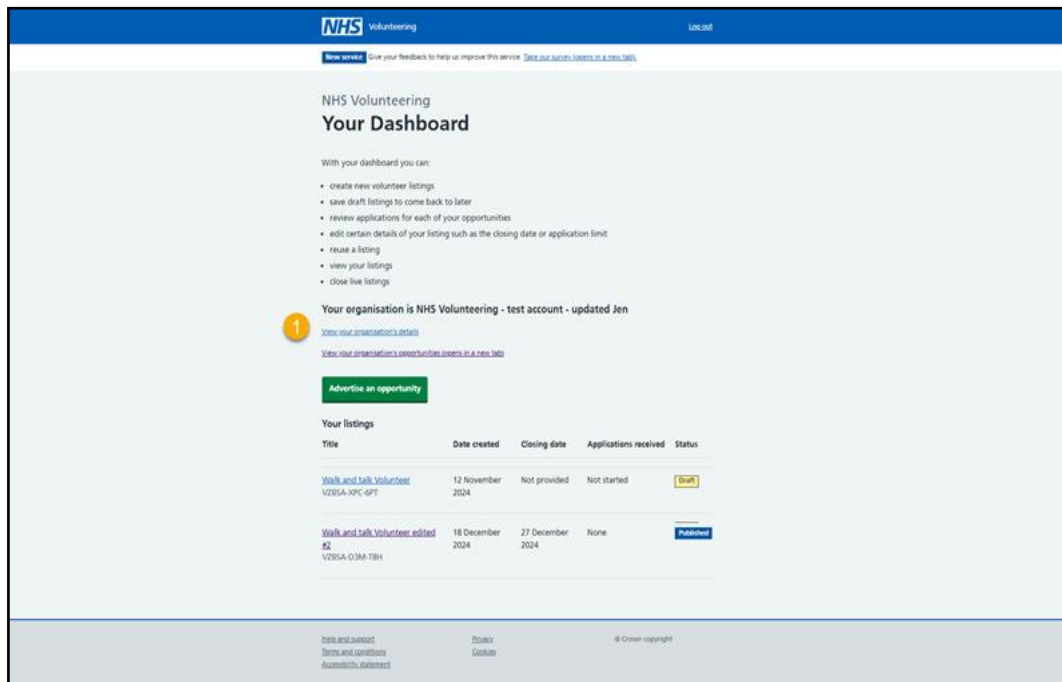 NHS Volunteering
Log out
New service Give your feedback to help us improve this service. Take our survey (opens in a new tab).
NHS Volunteering
Your Dashboard
With your dashboard you can:
• create new volunteer listings
• save draft listings to come back to later
• review applications for each of your opportunities
• edit certain details of your listing such as the closing date or application limit
• reuse a listing
• view your listings
• close live listings
Your organisation is NHS Volunteering - test account - updated Jen
1
View your organisation's details
View your organisation's opportunities (opens in a new tab)
Advertise an opportunity
Your listings
Title Date created Closing date Applications received Status
Walk and talk Volunteer 12 November Not provided Not started Draft
VZBSA-XPC-6PT 2024
Walk and talk Volunteer edited 18 December 27 December None Published
#2 2024 2024
VZBSA-D3M-T8H
Help and support Privacy © Crown copyright
Terms and conditions Cookies
Accessibility statement